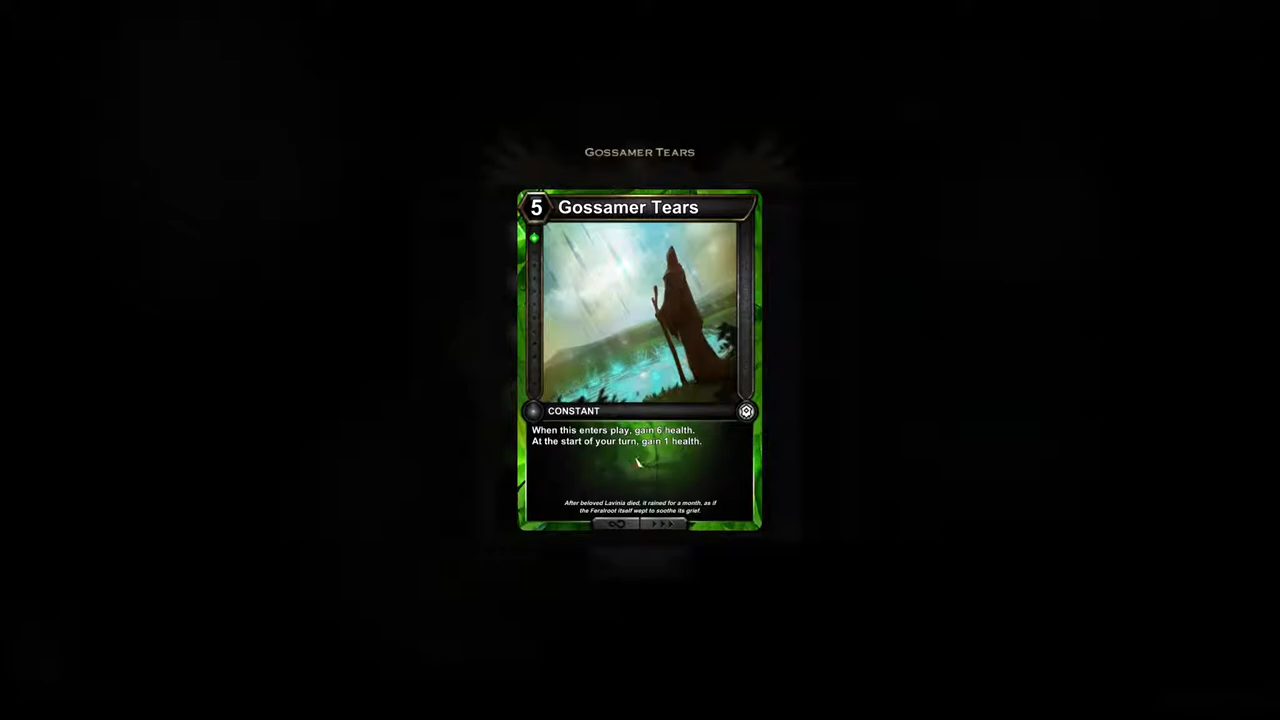 GOSSAMER TEARS
5 Gossamer Tears
CONSTANT
When this enters play, gain 6 health.
At the start of your turn, gain 1 health.
After beloved Lavinia died, it rained for a month, as if
the Feralroot itself wept to soothe its grief.